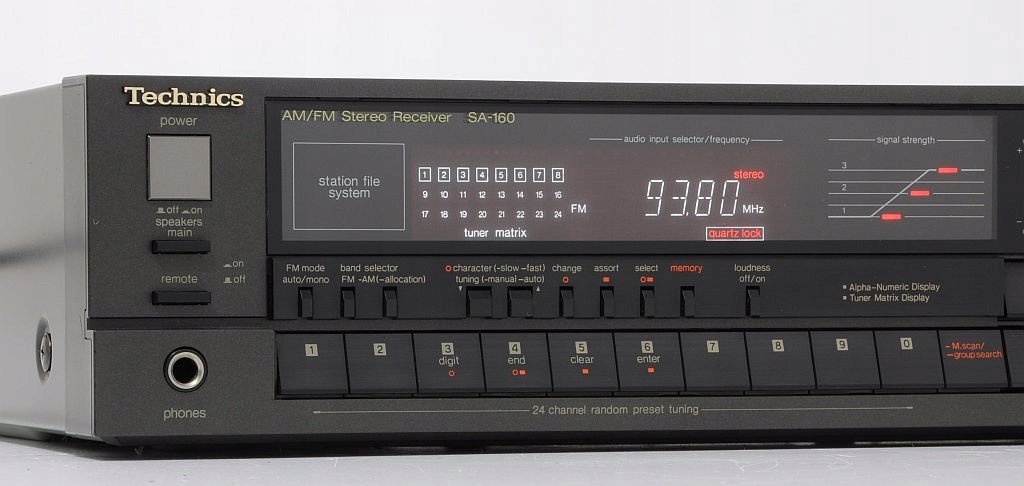 Technics
power
off on
speakers
main
remote
on
off
phones
AM/FM Stereo Receiver SA-160
station file
system
1 2 3 4 5 6 7 8
9 10 11 12 13 14 15 16
17 18 19 20 21 22 23 24
FM
tuner matrix
audio input selector/frequency
stereo
93.80 MHz
quartz lock
signal strength
3
2
1
FM mode
auto/mono
band selector
FM -AM(-allocation)
character (-slow -fast)
tuning (-manual -auto)
change
assort
select
memory
loudness
off/on
Alpha-Numeric Display
Tuner Matrix Display
1 2 3 4 5 6 7 8 9 0
digit end clear enter
- M.scan/
- group search
24 channel random preset tuning